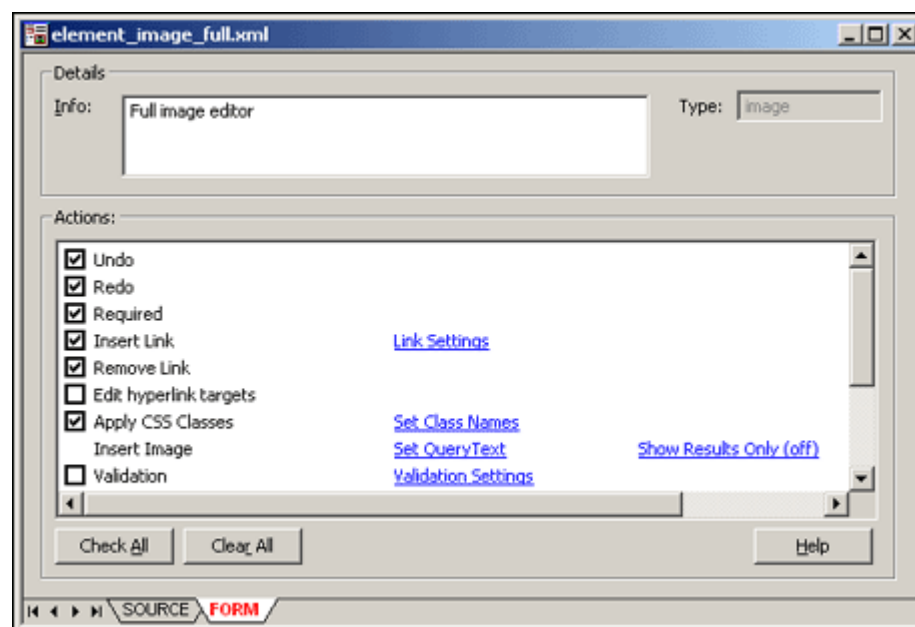 element_image_full.xml
Details
Info: Full image editor Type: image
Actions:
Undo
Redo
Required
Insert Link Link Settings
Remove Link
Edit hyperlink targets
Apply CSS Classes Set Class Names
Insert Image Set QueryText Show Results Only (off)
Validation Validation Settings
Check All Clear All Help
SOURCE FORM